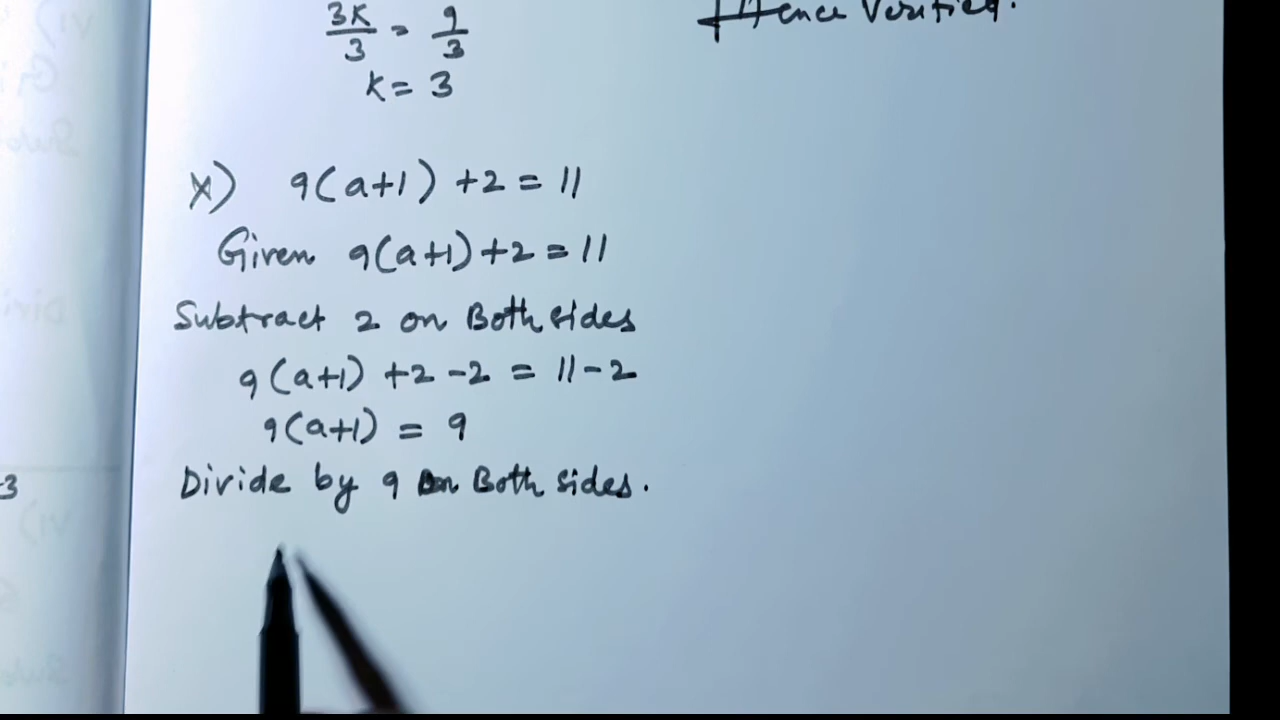 3K/3 = 9/3
K = 3
Hence Verified.
x) 9(a+1) +2 = 11
Given 9(a+1)+2 = 11
Subtract 2 on Both sides
9(a+1) +2 -2 = 11-2
9(a+1) = 9
Divide by 9 on Both sides.
-3